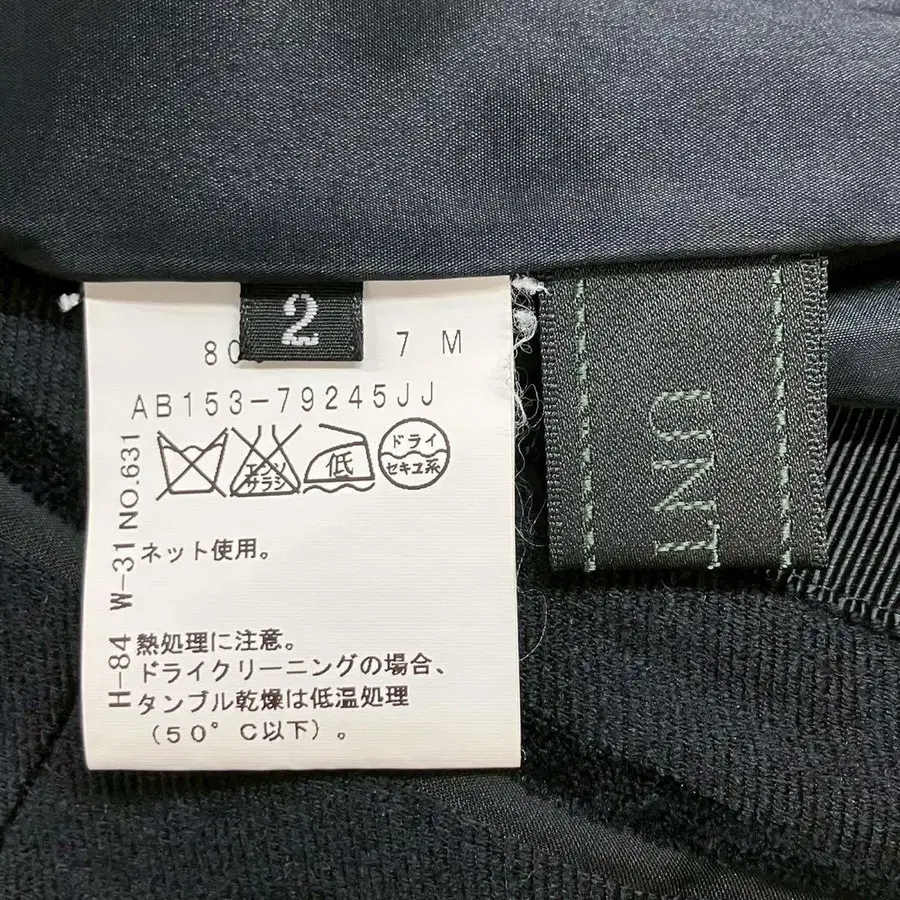 2
7 M
AB153-79245JJ
エンソ
サラシ
低
ドライ
セキユ系
H-84 W-31 NO.631
ネット使用。
熱処理に注意。
ドライクリーニングの場合、
タンブル乾燥は低温処理
(50°C以下)。
UNT